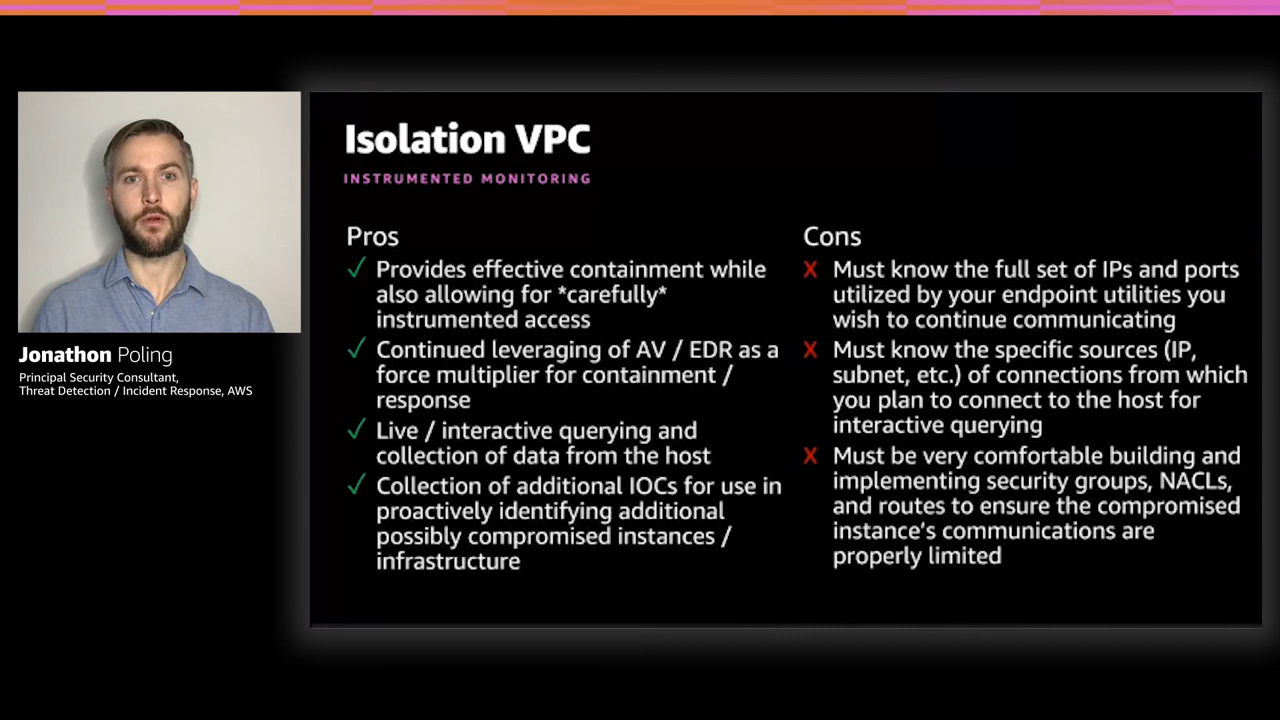 Isolation VPC
INSTRUMENTED MONITORING
Pros
✓ Provides effective containment while
also allowing for *carefully*
instrumented access
✓ Continued leveraging of AV / EDR as a
force multiplier for containment /
response
✓ Live / interactive querying and
collection of data from the host
✓ Collection of additional IOCs for use in
proactively identifying additional
possibly compromised instances /
infrastructure
Cons
X Must know the full set of IPs and ports
utilized by your endpoint utilities you
wish to continue communicating
X Must know the specific sources (IP,
subnet, etc.) of connections from which
you plan to connect to the host for
interactive querying
X Must be very comfortable building and
implementing security groups, NACLs,
and routes to ensure the compromised
instance’s communications are
properly limited
Jonathon Poling
Principal Security Consultant,
Threat Detection / Incident Response, AWS